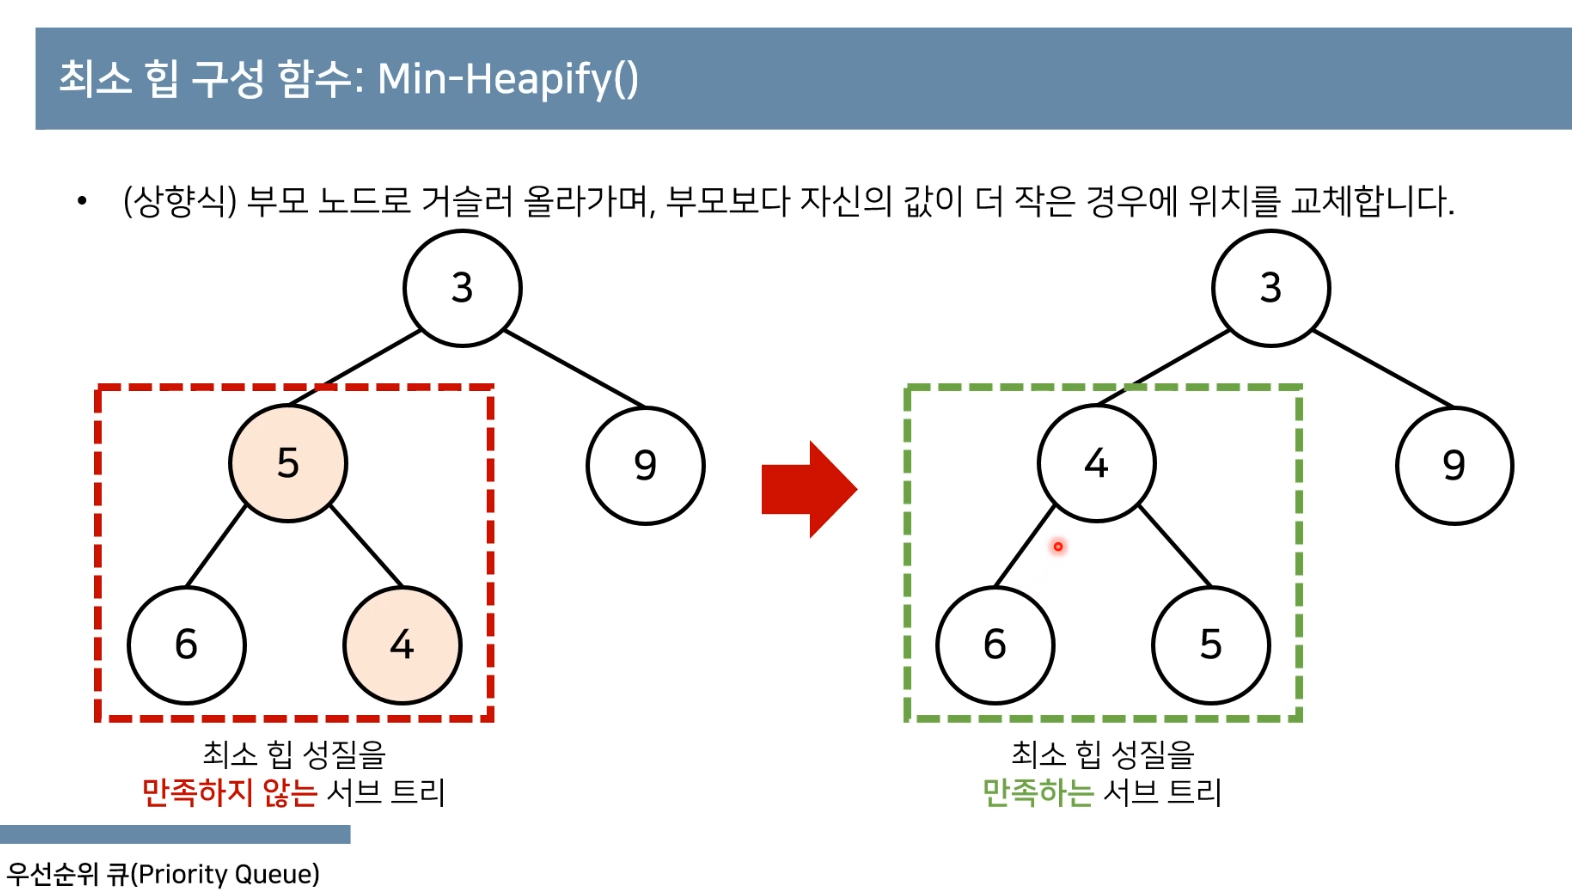 최소 힙 구성 함수: Min-Heapify()
• (상향식) 부모 노드로 거슬러 올라가며, 부모보다 자신의 값이 더 작은 경우에 위치를 교체합니다.
3
5
9
6
4
최소 힙 성질을
만족하지 않는 서브 트리
3
4
9
6
5
최소 힙 성질을
만족하는 서브 트리
우선순위 큐(Priority Queue)